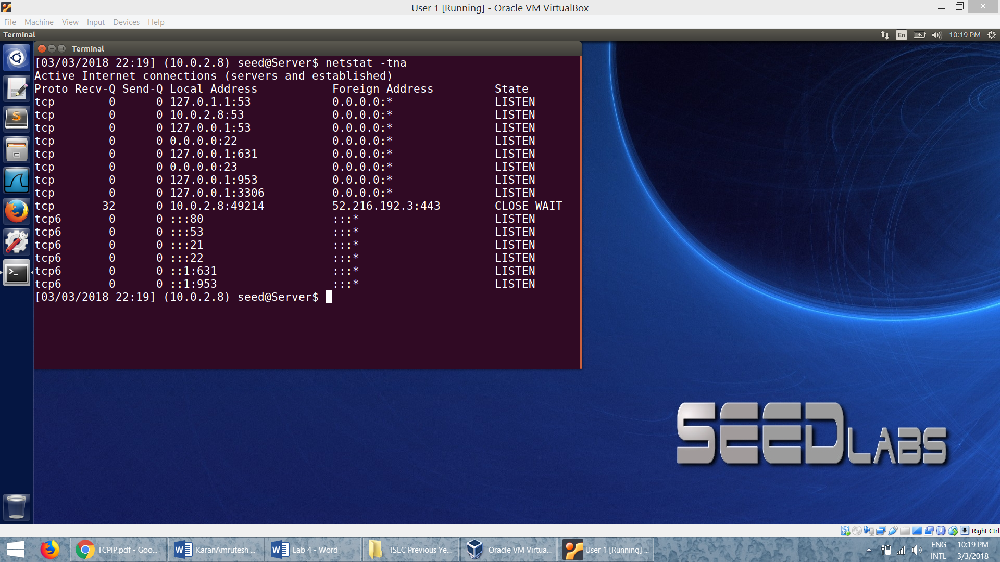 User 1 [Running] - Oracle VM VirtualBox
File Machine View Input Devices Help
Terminal En 10:19 PM
Terminal
[03/03/2018 22:19] (10.0.2.8) seed@Server$ netstat -tna
Active Internet connections (servers and established)
Proto Recv-Q Send-Q Local Address Foreign Address State
tcp 0 0 127.0.1.1:53 0.0.0.0:* LISTEN
tcp 0 0 10.0.2.8:53 0.0.0.0:* LISTEN
tcp 0 0 127.0.0.1:53 0.0.0.0:* LISTEN
tcp 0 0 0.0.0.0:22 0.0.0.0:* LISTEN
tcp 0 0 127.0.0.1:631 0.0.0.0:* LISTEN
tcp 0 0 0.0.0.0:23 0.0.0.0:* LISTEN
tcp 0 0 127.0.0.1:953 0.0.0.0:* LISTEN
tcp 0 0 127.0.0.1:3306 0.0.0.0:* LISTEN
tcp 32 0 10.0.2.8:49214 52.216.192.3:443 CLOSE_WAIT
tcp6 0 0 :::80 :::* LISTEN
tcp6 0 0 :::53 :::* LISTEN
tcp6 0 0 :::21 :::* LISTEN
tcp6 0 0 :::22 :::* LISTEN
tcp6 0 0 ::1:631 :::* LISTEN
tcp6 0 0 ::1:953 :::* LISTEN
[03/03/2018 22:19] (10.0.2.8) seed@Server$
SEEDLABS
Right Ctrl
TCPIP.pdf - Goo... KaranAmrutesh ... Lab 4 - Word ISEC Previous Ye... Oracle VM Virtua... User 1 [Running] ... ENG 10:19 PM
INTL 3/3/2018